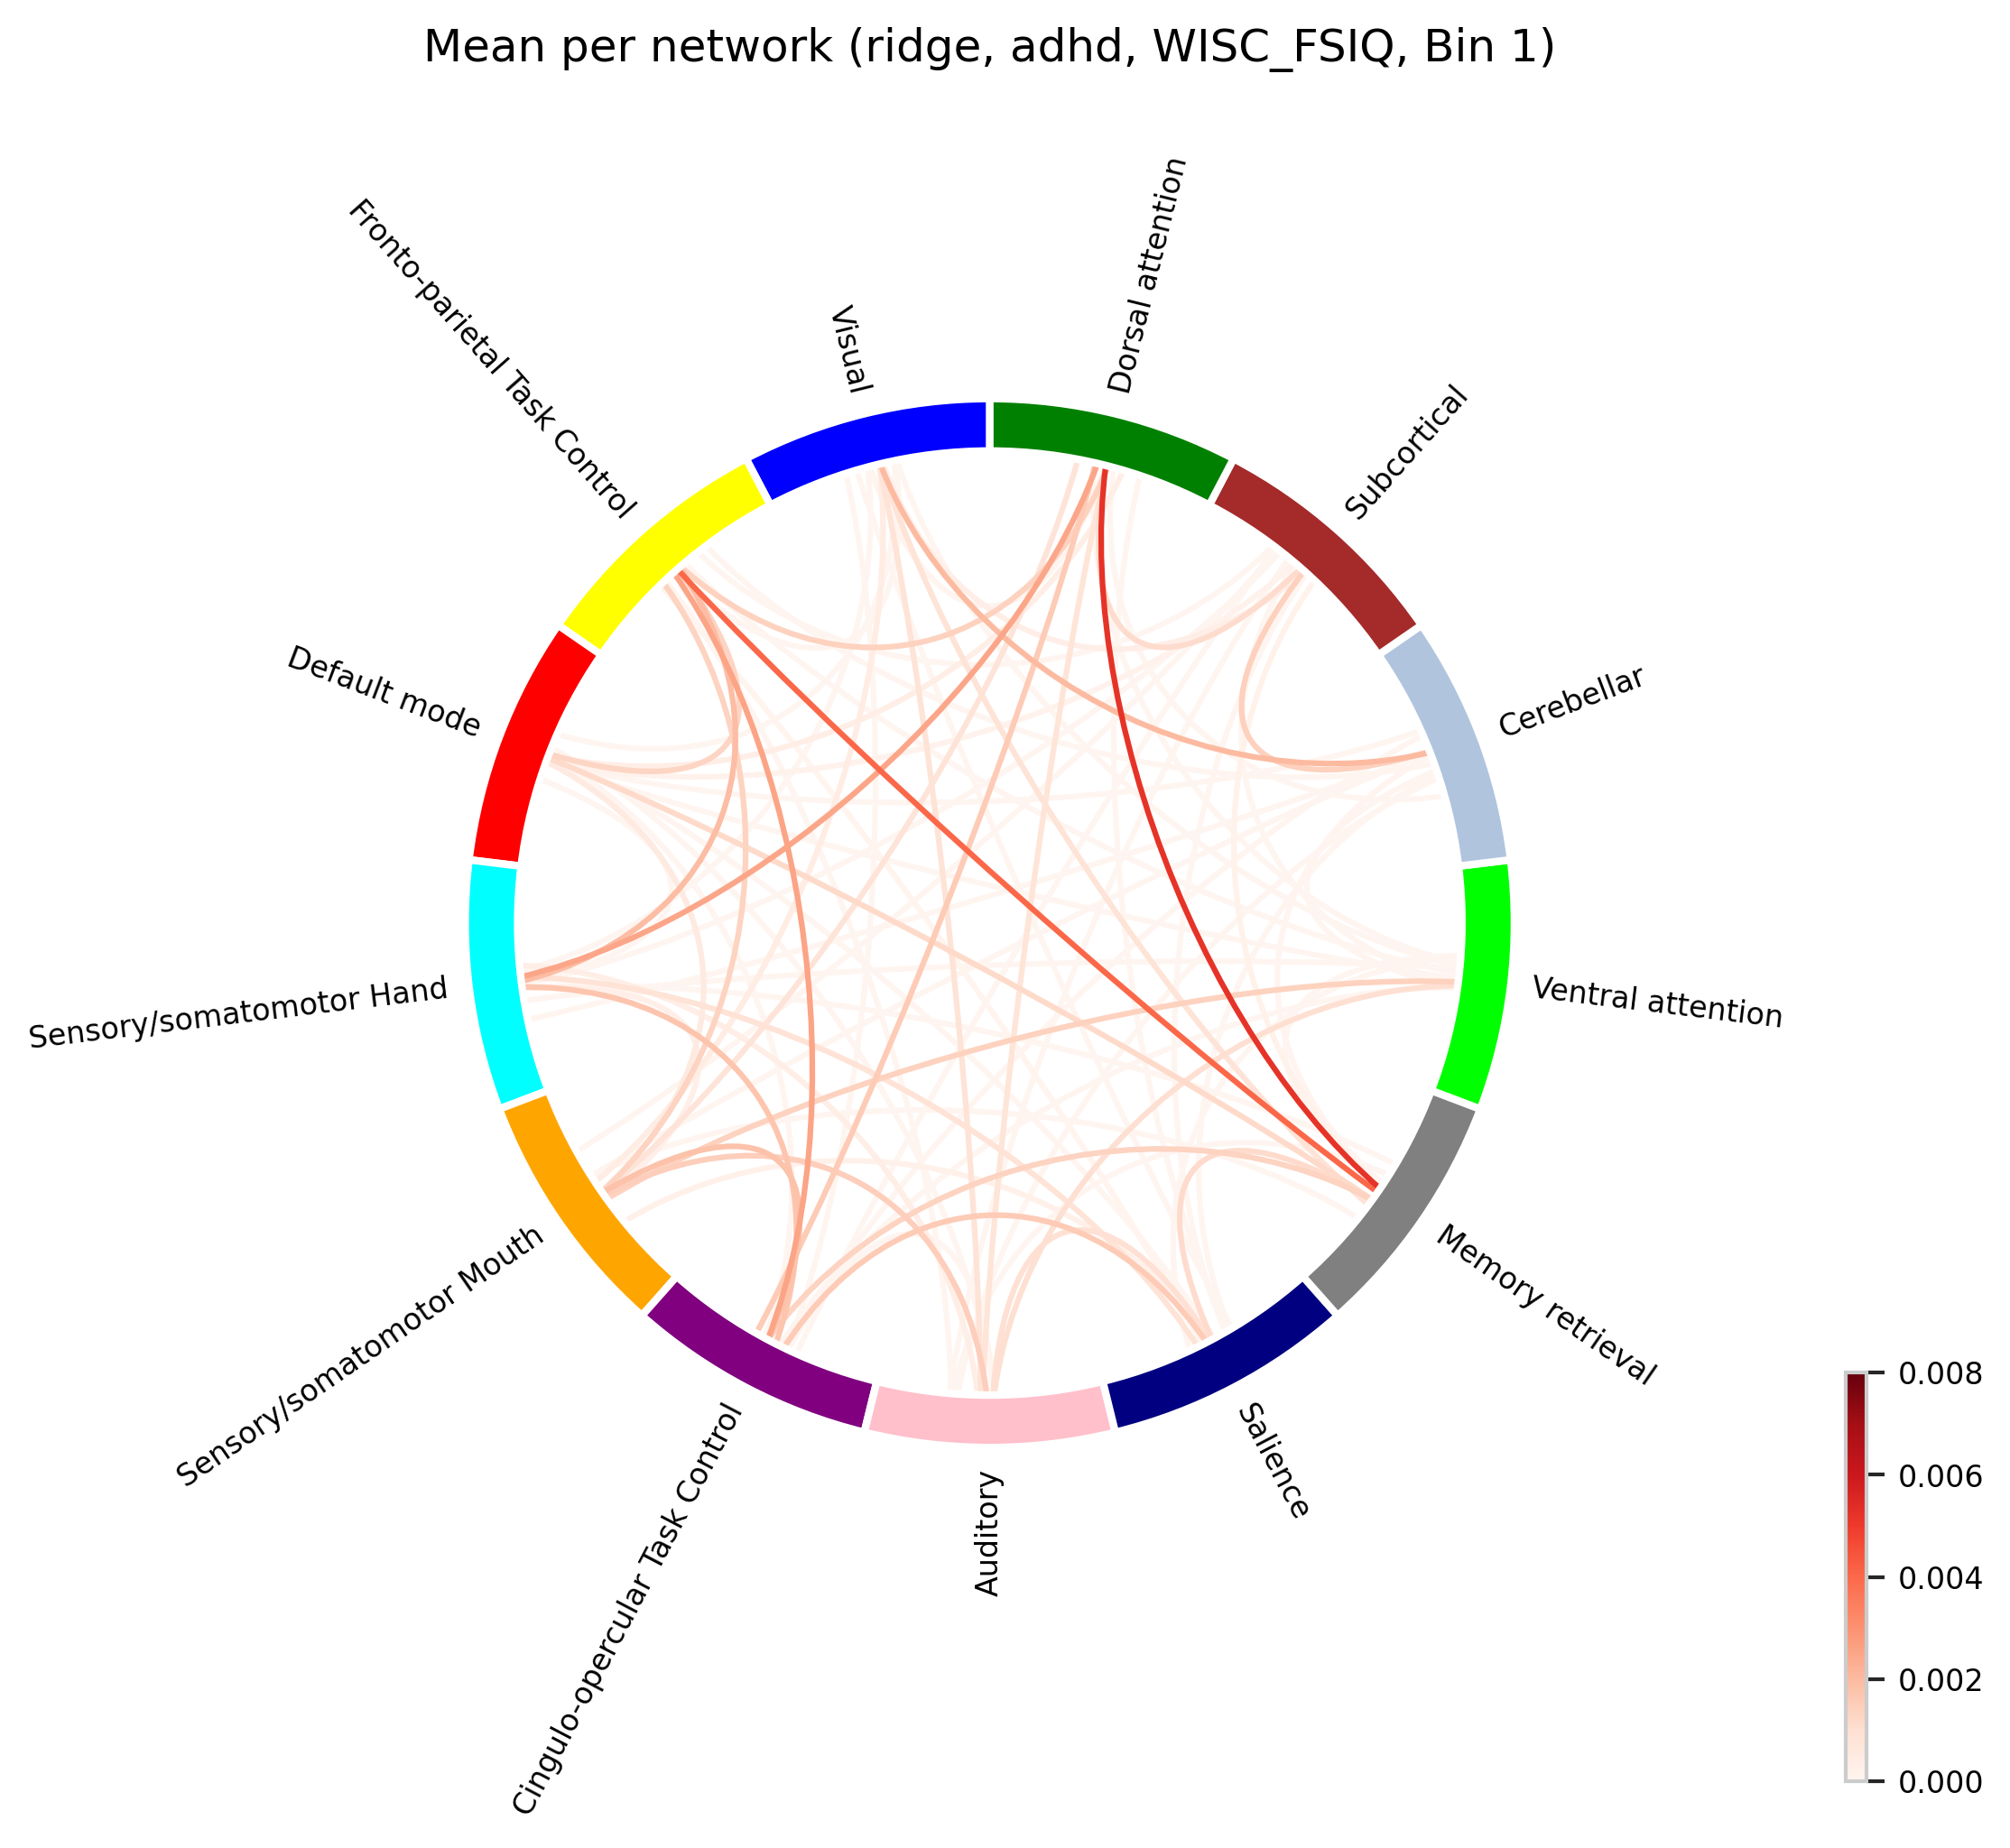 Mean per network (ridge, adhd, WISC_FSIQ, Bin 1)
Dorsal attention
Visual
Fronto-parietal Task Control
Subcortical
Default mode
Cerebellar
Sensory/somatomotor Hand
Ventral attention
Sensory/somatomotor Mouth
Memory retrieval
Cingulo-opercular Task Control
Auditory
Salience
0.008
0.006
0.004
0.002
0.000